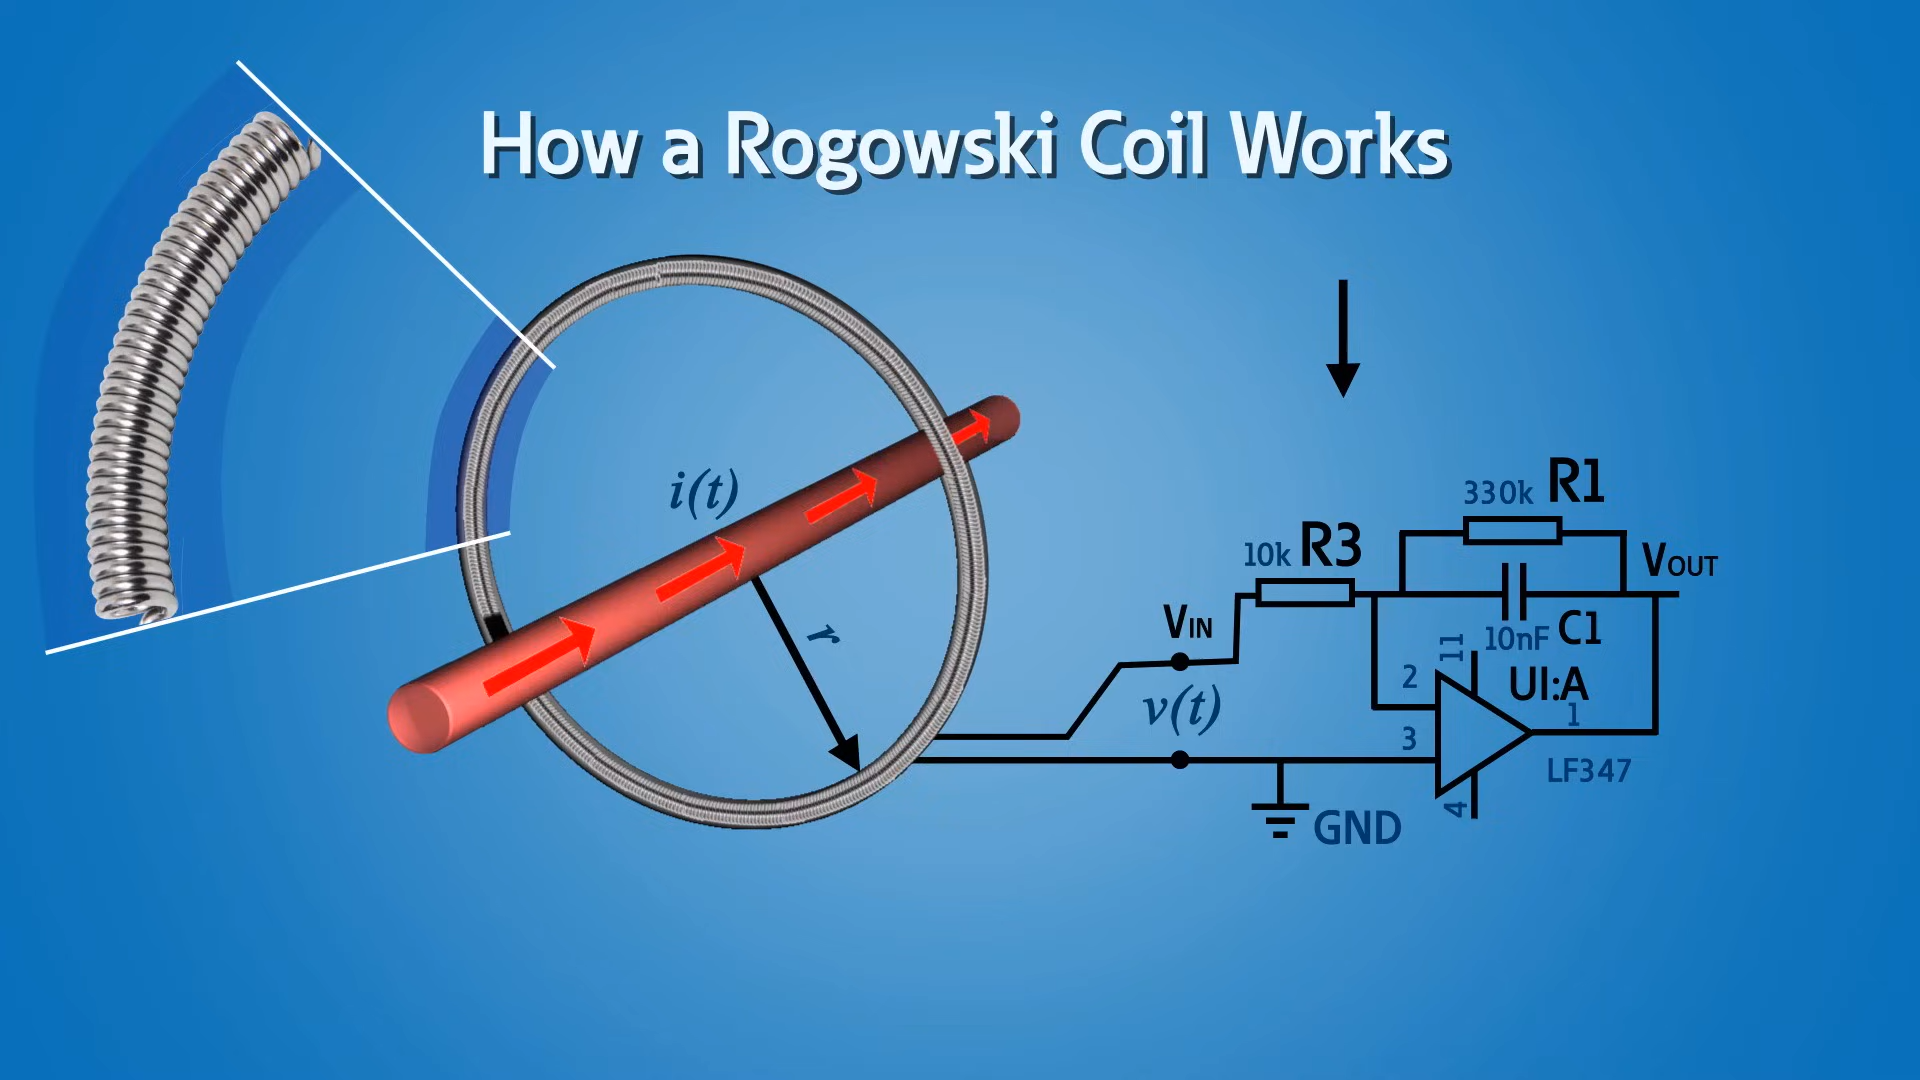 How a Rogowski Coil Works
i(t)
r
330k R1
10k R3
VOUT
VIN
10nF C1
11
2
UI:A
v(t)
1
3
LF347
4
GND